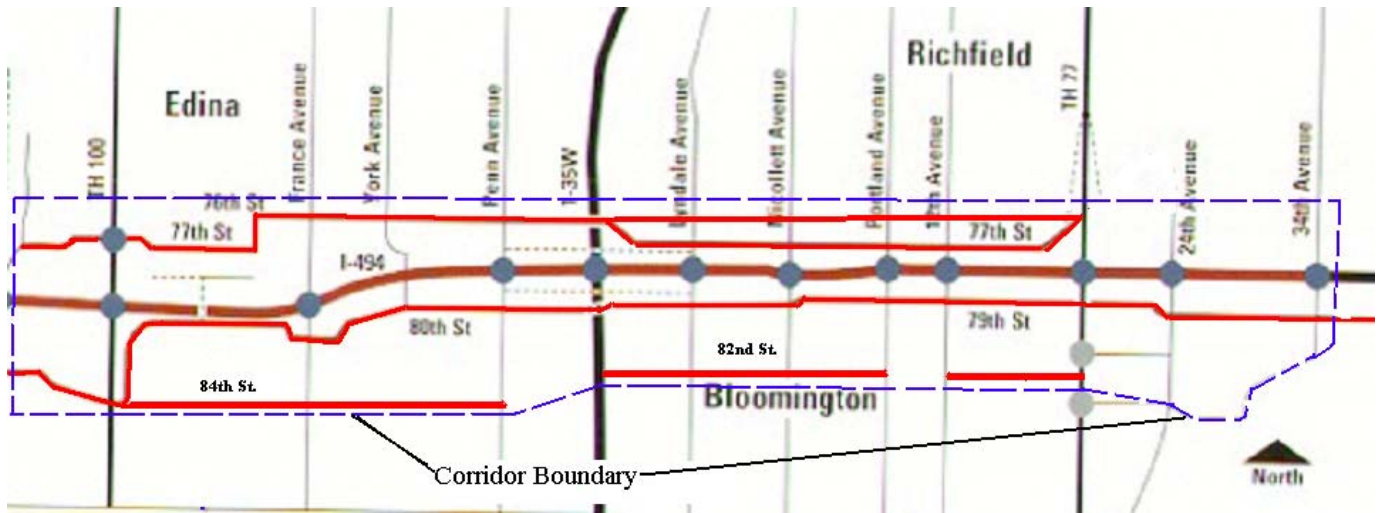 Richfield
Edina
TH 100
France Avenue
York Avenue
Penn Avenue
I-35W
Lyndale Avenue
Nicollett Avenue
Portland Avenue
12th Avenue
TH 77
24th Avenue
34th Avenue
76th St
77th St
77th St
I-494
80th St
79th St
82nd St.
84th St.
Bloomington
Corridor Boundary
North